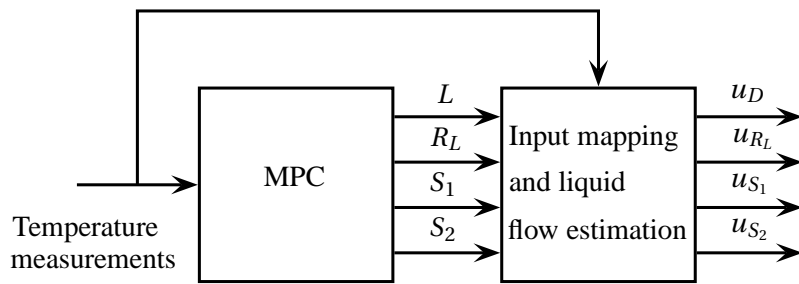 L
u_D
R_L
Input mapping
u_{R_L}
MPC
S_1
and liquid
u_{S_1}
Temperature
S_2
flow estimation
u_{S_2}
measurements